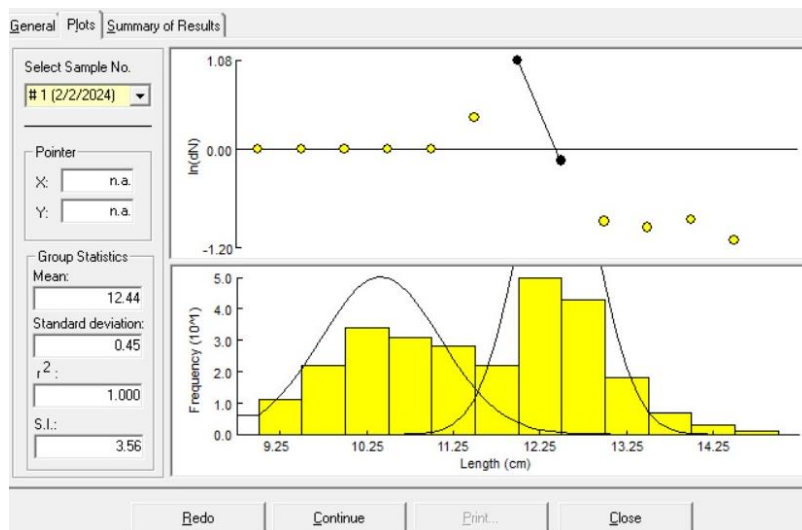 General Plots Summary of Results
Select Sample No.
# 1 (2/2/2024)
Pointer
X: n.a.
Y: n.a.
Group Statistics
Mean:
12.44
Standard deviation:
0.45
r2 :
1.000
S.I.:
3.56
1.08
0.00
-1.20
ln(dN)
5.0
4.0
3.0
2.0
1.0
0.0
Frequency (10^1)
9.25 10.25 11.25 12.25 13.25 14.25
Length (cm)
Redo Continue Print... Close